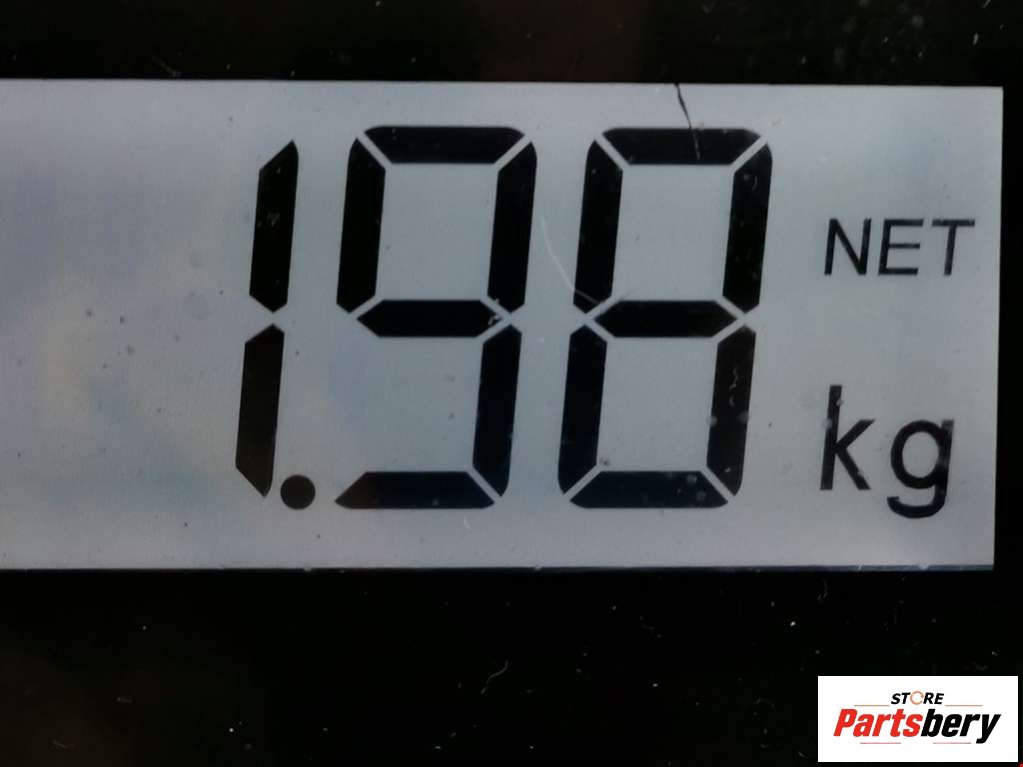 1.98 NET
kg
STORE
Partsbery